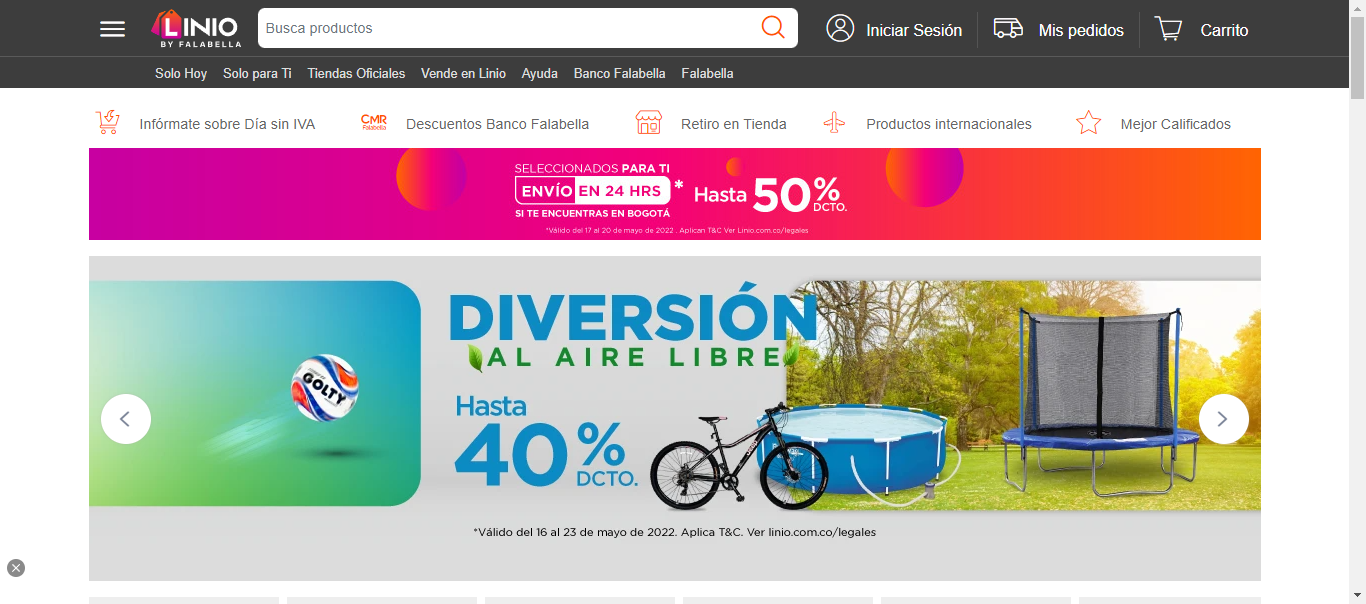 LINIO
BY FALABELLA
Busca productos
Iniciar Sesión
Mis pedidos
Carrito
Solo Hoy
Solo para Ti
Tiendas Oficiales
Vende en Linio
Ayuda
Banco Falabella
Falabella
Infórmate sobre Día sin IVA
CMR
Falabella
Descuentos Banco Falabella
Retiro en Tienda
Productos internacionales
Mejor Calificados
SELECCIONADOS PARA TI
ENVÍO EN 24 HRS *
SI TE ENCUENTRAS EN BOGOTÁ
Hasta 50%
DCTO.
*Válido del 17 al 20 de mayo de 2022 . Aplican T&C Ver Linio.com.co/legales
DIVERSIÓN
AL AIRE LIBRE
GOLTY
Hasta
40%
DCTO.
*Válido del 16 al 23 de mayo de 2022. Aplica T&C. Ver linio.com.co/legales